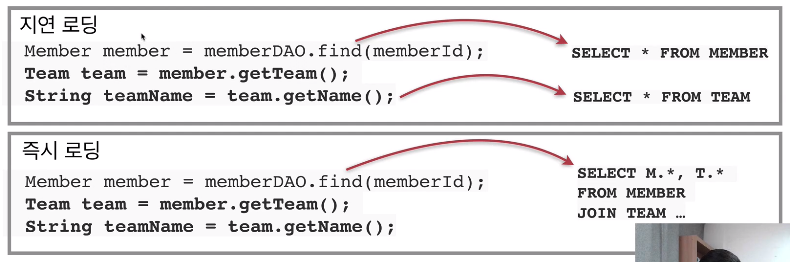 지연 로딩
Member member = memberDAO.find(memberId);
SELECT * FROM MEMBER
Team team = member.getTeam();
String teamName = team.getName();
SELECT * FROM TEAM
즉시 로딩
Member member = memberDAO.find(memberId);
Team team = member.getTeam();
String teamName = team.getName();
SELECT M.*, T.*
FROM MEMBER
JOIN TEAM …